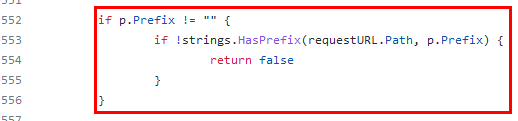 552 if p.Prefix != "" {
553 if !strings.HasPrefix(requestURL.Path, p.Prefix) {
554 return false
555 }
556 }
557